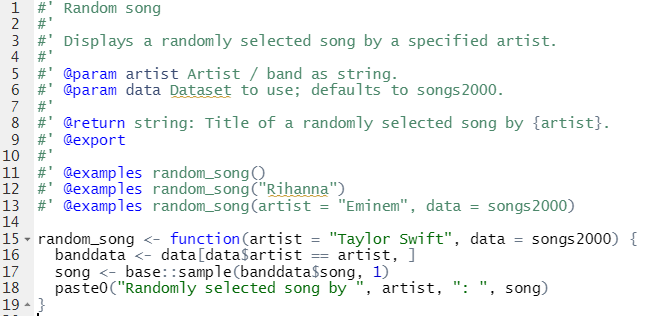 1 #' Random song
2 #'
3 #' Displays a randomly selected song by a specified artist.
4 #'
5 #' @param artist Artist / band as string.
6 #' @param data Dataset to use; defaults to songs2000.
7 #'
8 #' @return string: Title of a randomly selected song by {artist}.
9 #' @export
10 #'
11 #' @examples random_song()
12 #' @examples random_song("Rihanna")
13 #' @examples random_song(artist = "Eminem", data = songs2000)
14
15 random_song <- function(artist = "Taylor Swift", data = songs2000) {
16   banddata <- data[data$artist == artist, ]
17   song <- base::sample(banddata$song, 1)
18   paste0("Randomly selected song by ", artist, ": ", song)
19 }